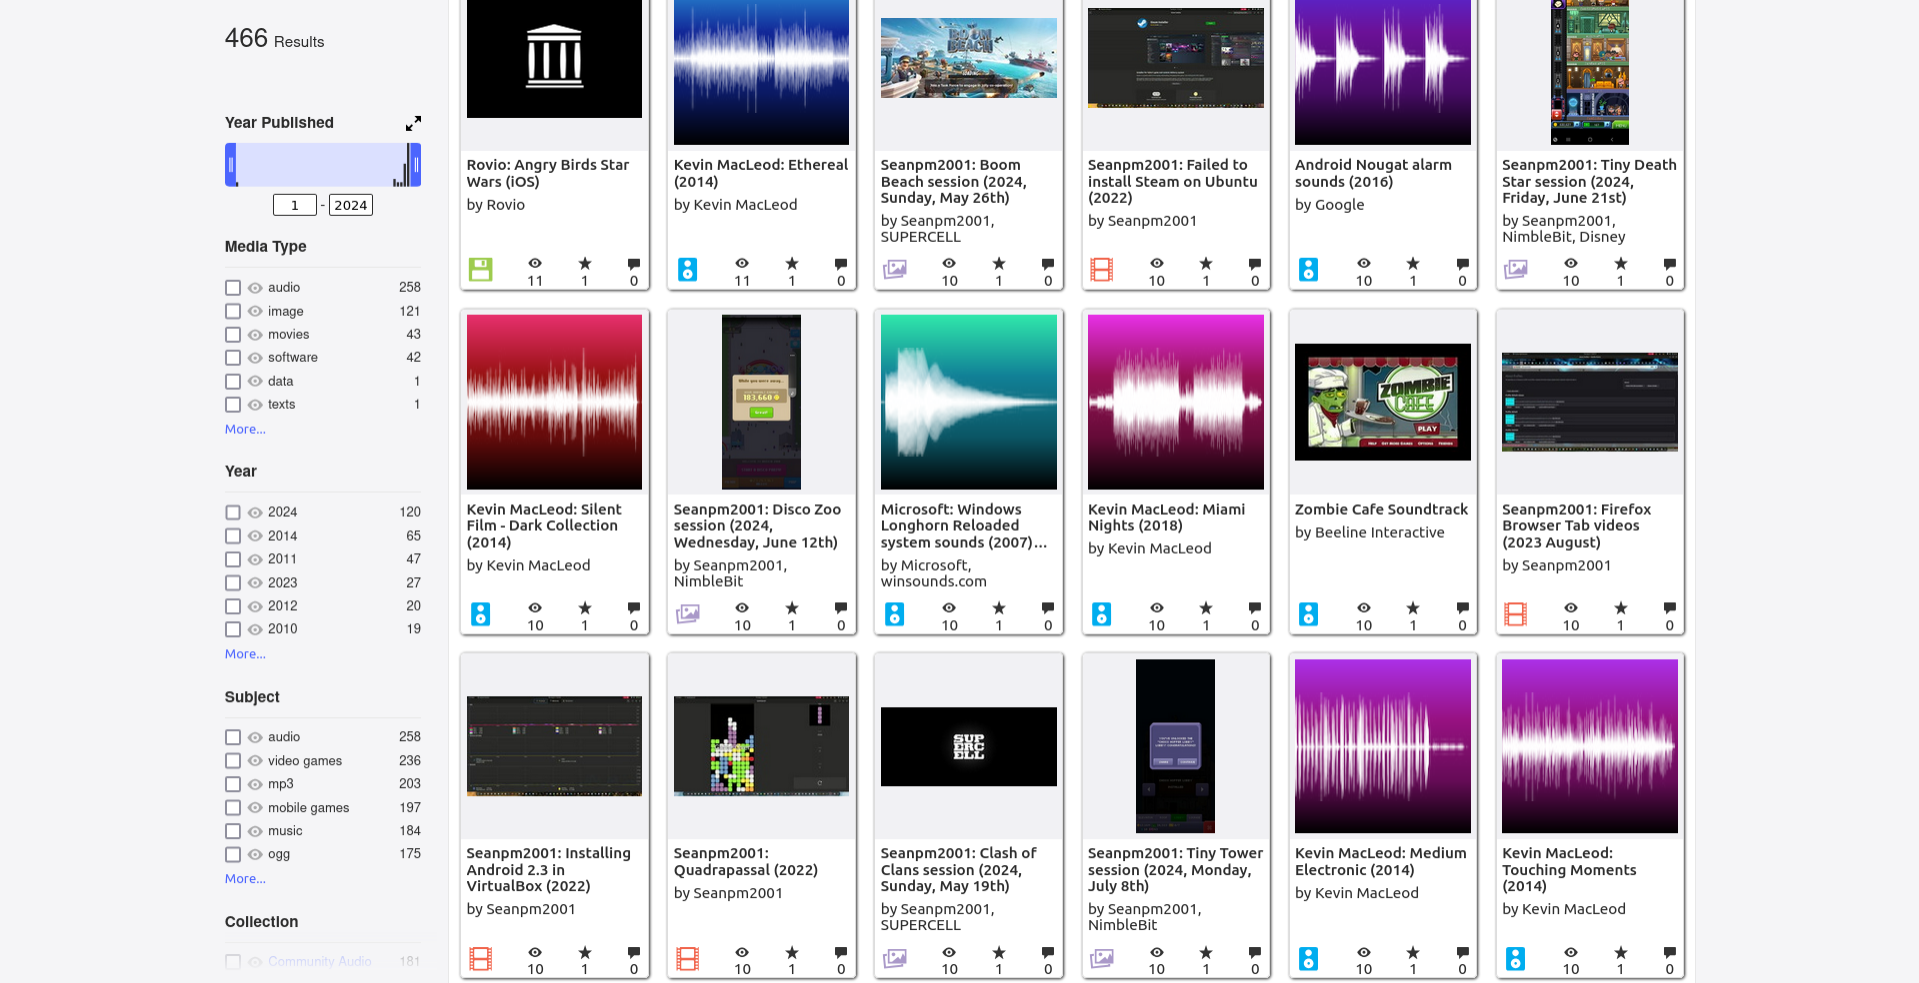 466 Results
Year Published
1 - 2024
Media Type
audio 258
image 121
movies 43
software 42
data 1
texts 1
More...
Year
2024 120
2014 65
2011 47
2023 27
2012 20
2010 19
More...
Subject
audio 258
video games 236
mp3 203
mobile games 197
music 184
ogg 175
More...
Collection
Community Audio 181
Rovio: Angry Birds Star
Wars (iOS)
by Rovio
11 1 0
Kevin MacLeod: Ethereal
(2014)
by Kevin MacLeod
11 1 0
BOOM
BEACH
Seanpm2001: Boom
Beach session (2024,
Sunday, May 26th)
by Seanpm2001,
SUPERCELL
10 1 0
Seanpm2001: Failed to
install Steam on Ubuntu
(2022)
by Seanpm2001
10 1 0
Android Nougat alarm
sounds (2016)
by Google
10 1 0
Seanpm2001: Tiny Death
Star session (2024,
Friday, June 21st)
by Seanpm2001,
NimbleBit, Disney
10 1 0
Kevin MacLeod: Silent
Film - Dark Collection
(2014)
by Kevin MacLeod
10 1 0
While you were away...
183,660
Seanpm2001: Disco Zoo
session (2024,
Wednesday, June 12th)
by Seanpm2001,
NimbleBit
10 1 0
Microsoft: Windows
Longhorn Reloaded
system sounds (2007)...
by Microsoft,
winsounds.com
10 1 0
Kevin MacLeod: Miami
Nights (2018)
by Kevin MacLeod
10 1 0
ZOMBIE
CAFE
PLAY
Zombie Cafe Soundtrack
by Beeline Interactive
10 1 0
Seanpm2001: Firefox
Browser Tab videos
(2023 August)
by Seanpm2001
10 1 0
Seanpm2001: Installing
Android 2.3 in
VirtualBox (2022)
by Seanpm2001
10 1 0
Seanpm2001:
Quadrapassal (2022)
by Seanpm2001
10 1 0
SUP
ERC
ELL
Seanpm2001: Clash of
Clans session (2024,
Sunday, May 19th)
by Seanpm2001,
SUPERCELL
10 1 0
Seanpm2001: Tiny Tower
session (2024, Monday,
July 8th)
by Seanpm2001,
NimbleBit
10 1 0
Kevin MacLeod: Medium
Electronic (2014)
by Kevin MacLeod
10 1 0
Kevin MacLeod:
Touching Moments
(2014)
by Kevin MacLeod
10 1 0